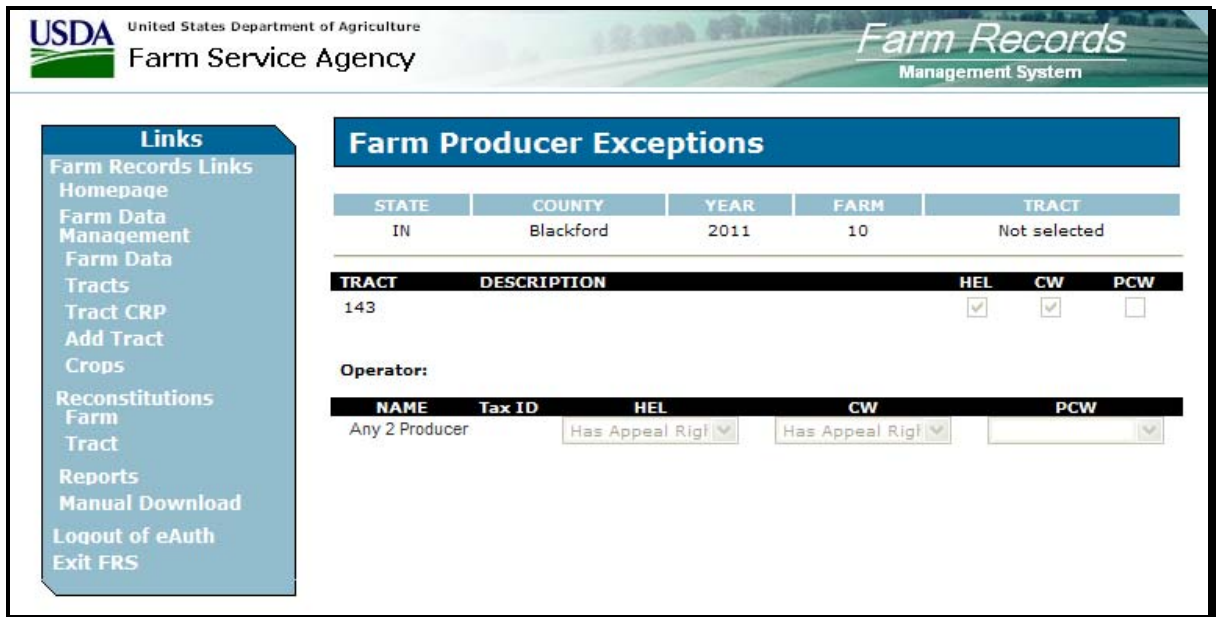 USDA United States Department of Agriculture
Farm Service Agency
Farm Records
Management System
Links
Farm Records Links
Homepage
Farm Data
Management
Farm Data
Tracts
Tract CRP
Add Tract
Crops
Reconstitutions
Farm
Tract
Reports
Manual Download
Logout of eAuth
Exit FRS
Farm Producer Exceptions
STATE COUNTY YEAR FARM TRACT
IN Blackford 2011 10 Not selected
TRACT DESCRIPTION HEL CW PCW
143
Operator:
NAME Tax ID HEL CW PCW
Any 2 Producer Has Appeal Righ Has Appeal Righ